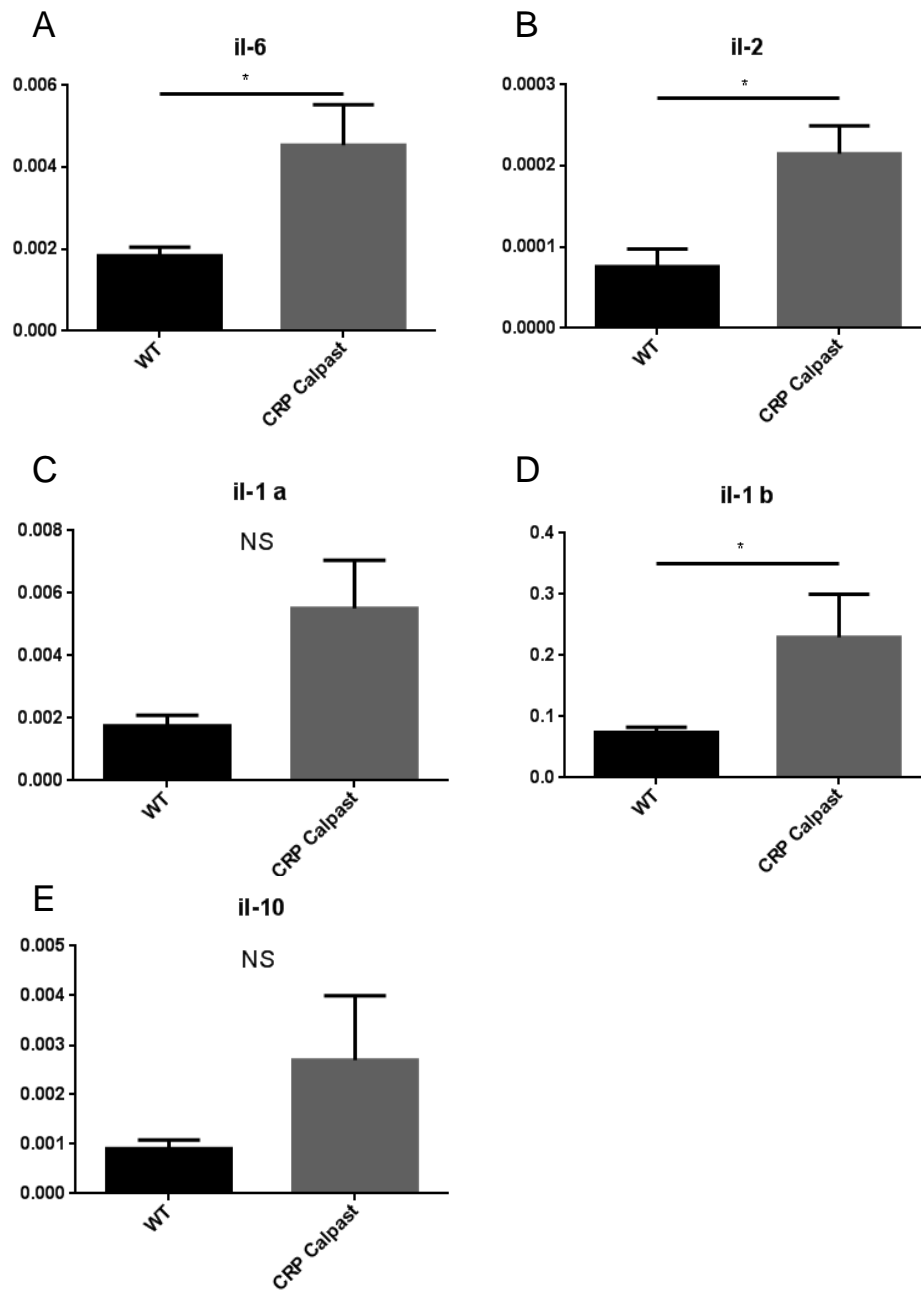 A
il-6
*
0.006
0.004
0.002
0.000
WT
CRP Calpast
B
il-2
*
0.0003
0.0002
0.0001
0.0000
WT
CRP Calpast
C
il-1 a
NS
0.008
0.006
0.004
0.002
0.000
WT
CRP Calpast
D
il-1 b
*
0.4
0.3
0.2
0.1
0.0
WT
CRP Calpast
E
il-10
NS
0.005
0.004
0.003
0.002
0.001
0.000
WT
CRP Calpast